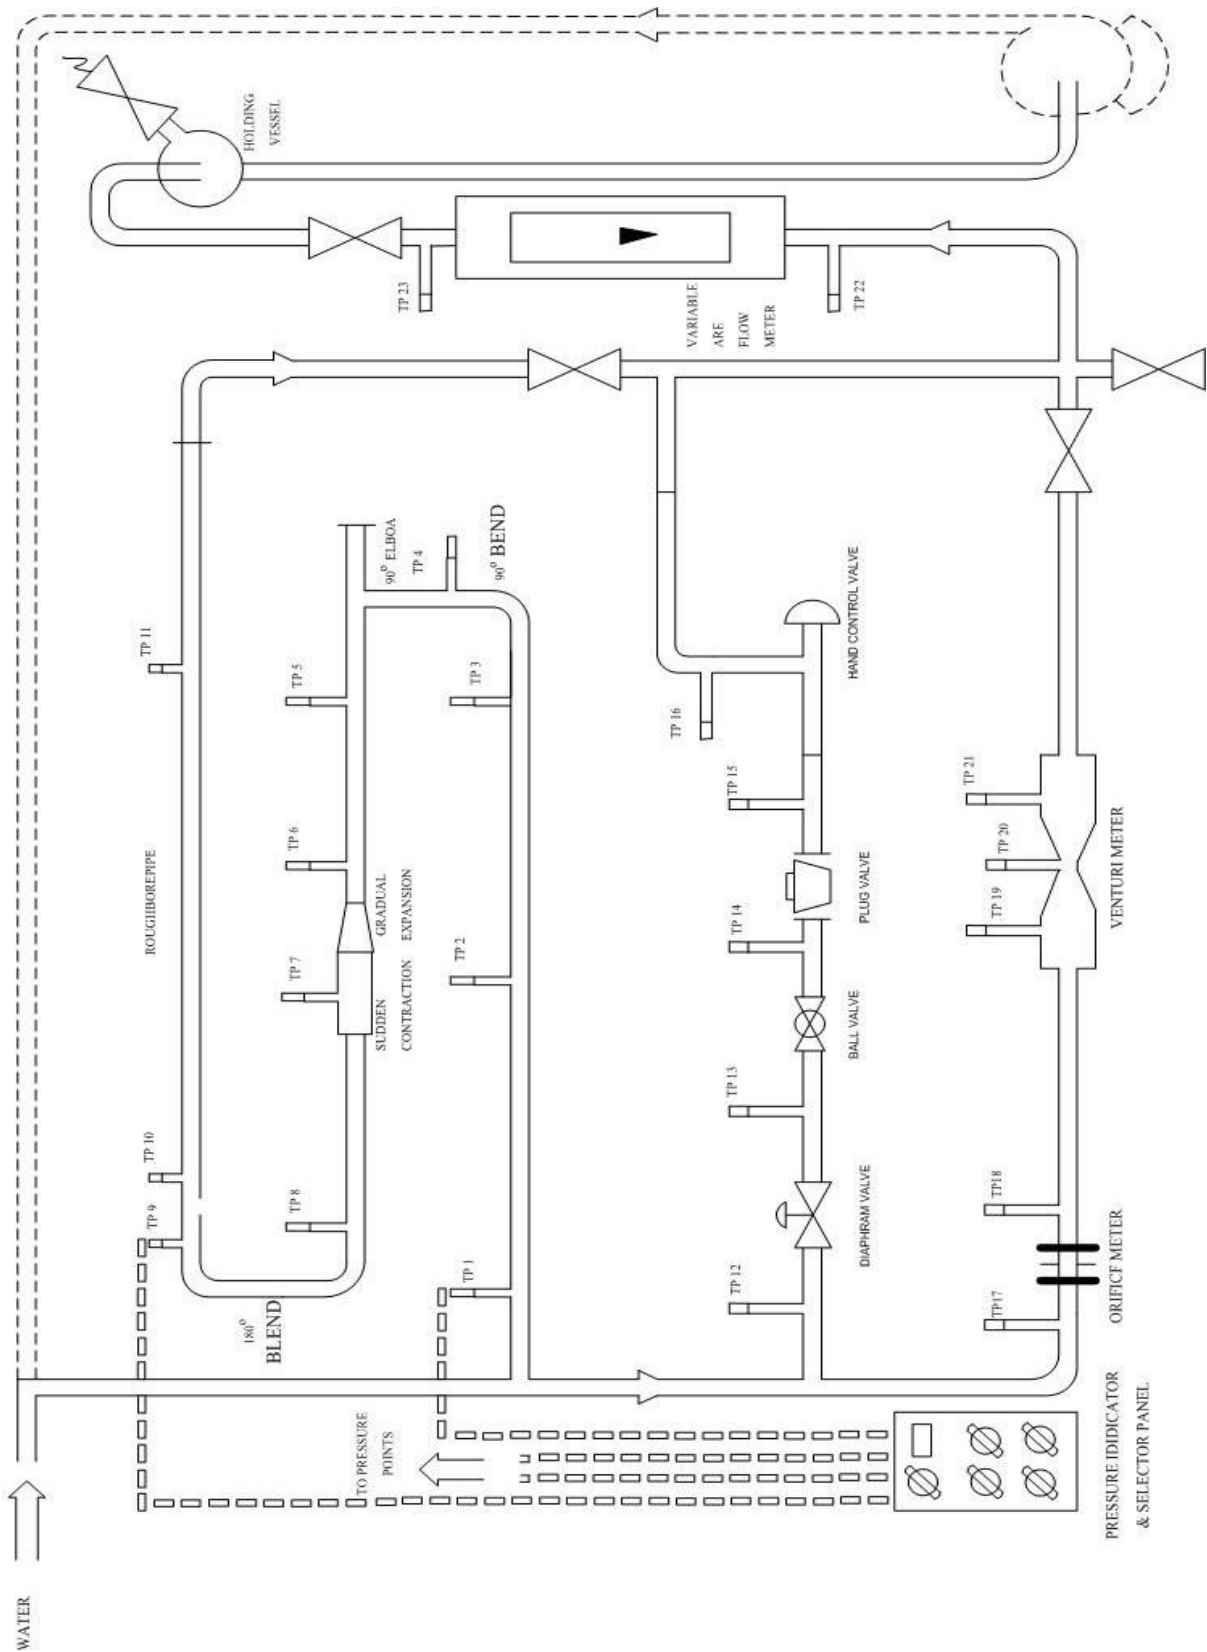 WATER
HOLDING
VESSEL
TP 23
TP 22
VARIABLE
ARE FLOW
METER
TP 11
ROUGHBOREPIPE
TP 10
TP 9
90° ELBOA
TP 4
90° BEND
TP 5
TP 3
TP 6
GRADUAL
EXPANSION
TP 7
SUDDEN
CONTRACTION
TP 2
TP 8
TP 1
180°
BLEND
TO PRESSURE
POINTS
TP 16
HAND CONTROL VALVE
TP 15
PLUG VALVE
TP 14
BALL VALVE
TP 13
DIAPHRAM VALVE
TP 12
TP 21
TP 20
TP 19
VENTURI METER
TP18
TP17
ORIFICF METER
PRESSURE IDIDICATOR
& SELECTOR PANEL